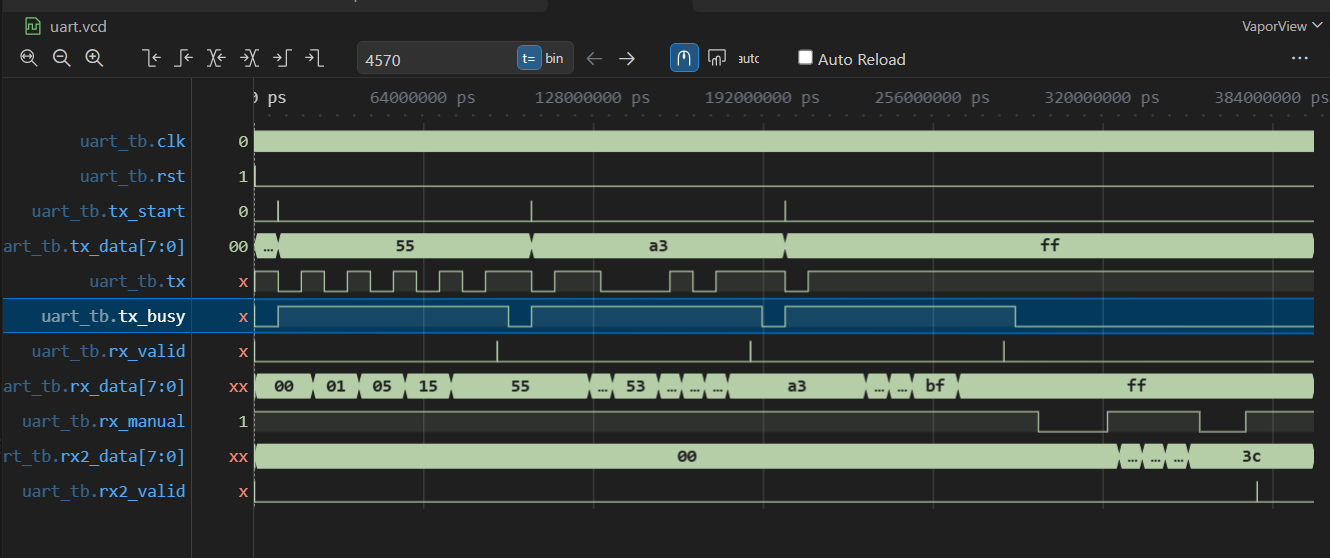 uart.vcd
VaporView
4570 t= bin autc Auto Reload ...
0 ps 64000000 ps 128000000 ps 192000000 ps 256000000 ps 320000000 ps 384000000 ps
uart_tb.clk 0
uart_tb.rst 1
uart_tb.tx_start 0
art_tb.tx_data[7:0] 00 … 55 a3 ff
uart_tb.tx x
uart_tb.tx_busy x
uart_tb.rx_valid x
art_tb.rx_data[7:0] xx 00 01 05 15 55 … 53 … … … a3 … … bf ff
uart_tb.rx_manual 1
rt_tb.rx2_data[7:0] xx 00 … … … 3c
uart_tb.rx2_valid x